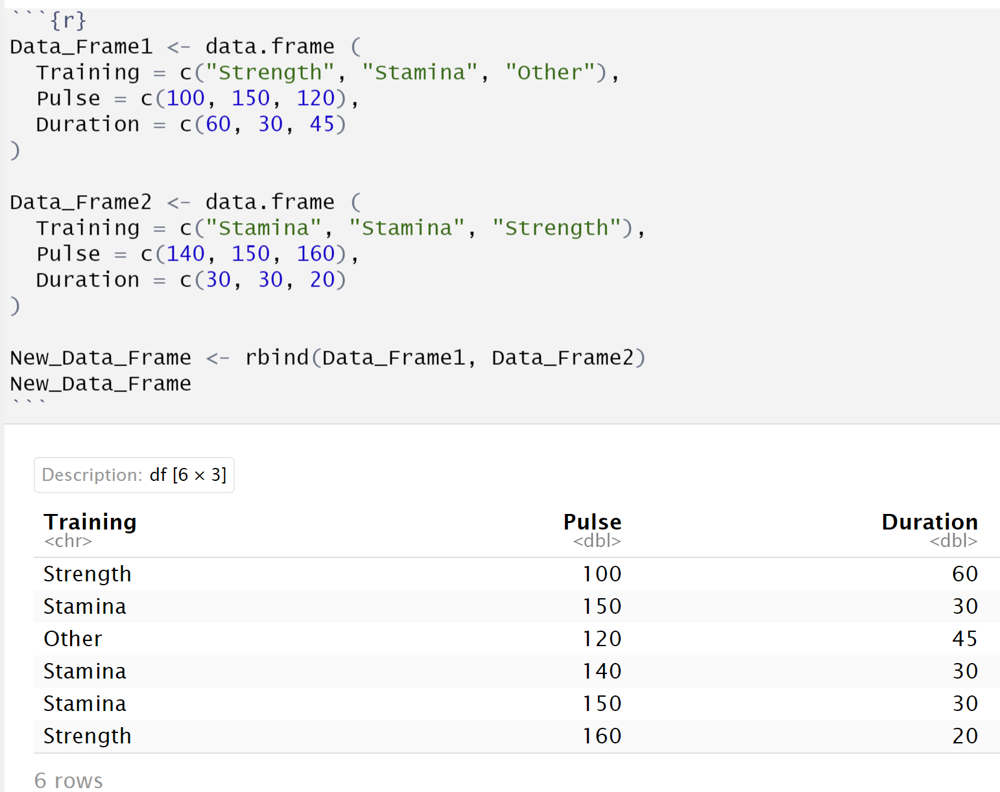 ```{r}
Data_Frame1 <- data.frame (
  Training = c("Strength", "Stamina", "Other"),
  Pulse = c(100, 150, 120),
  Duration = c(60, 30, 45)
)

Data_Frame2 <- data.frame (
  Training = c("Stamina", "Stamina", "Strength"),
  Pulse = c(140, 150, 160),
  Duration = c(30, 30, 20)
)

New_Data_Frame <- rbind(Data_Frame1, Data_Frame2)
New_Data_Frame
```
Description: df [6 × 3]
Training Pulse Duration
<chr> <dbl> <dbl>
Strength 100 60
Stamina 150 30
Other 120 45
Stamina 140 30
Stamina 150 30
Strength 160 20
6 rows